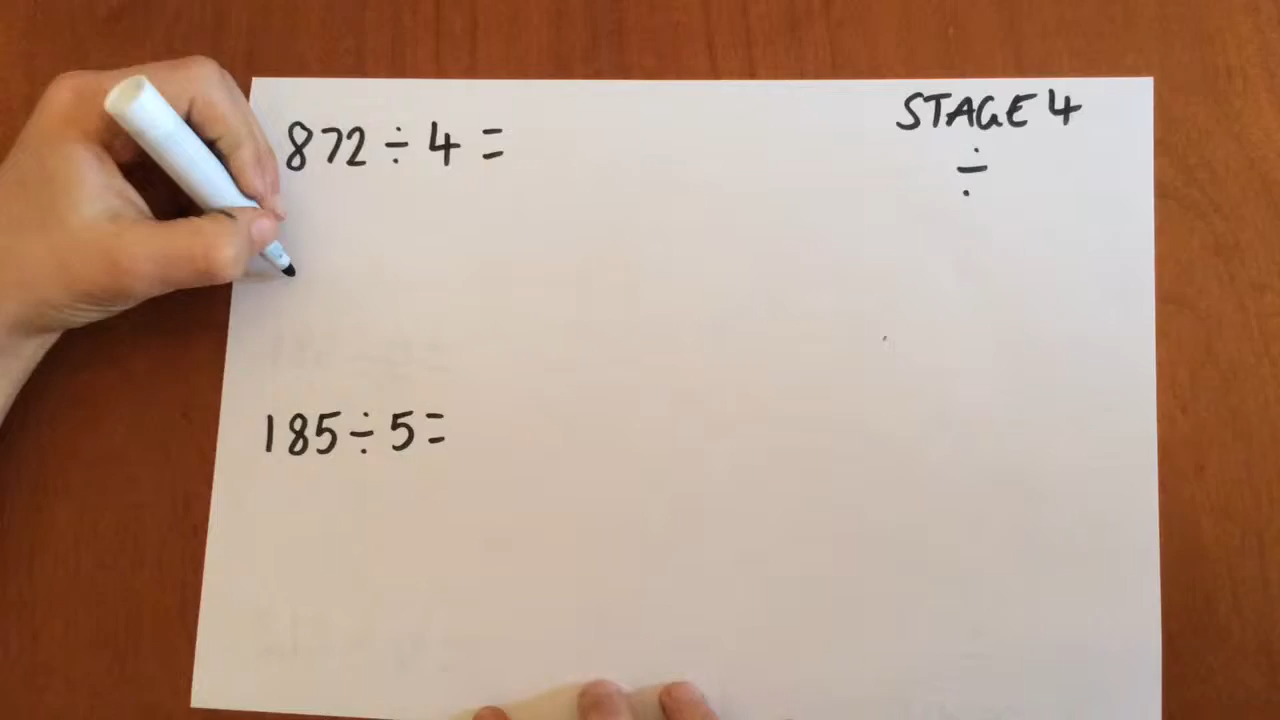 872 ÷ 4 =
STAGE 4
÷
185 ÷ 5 =